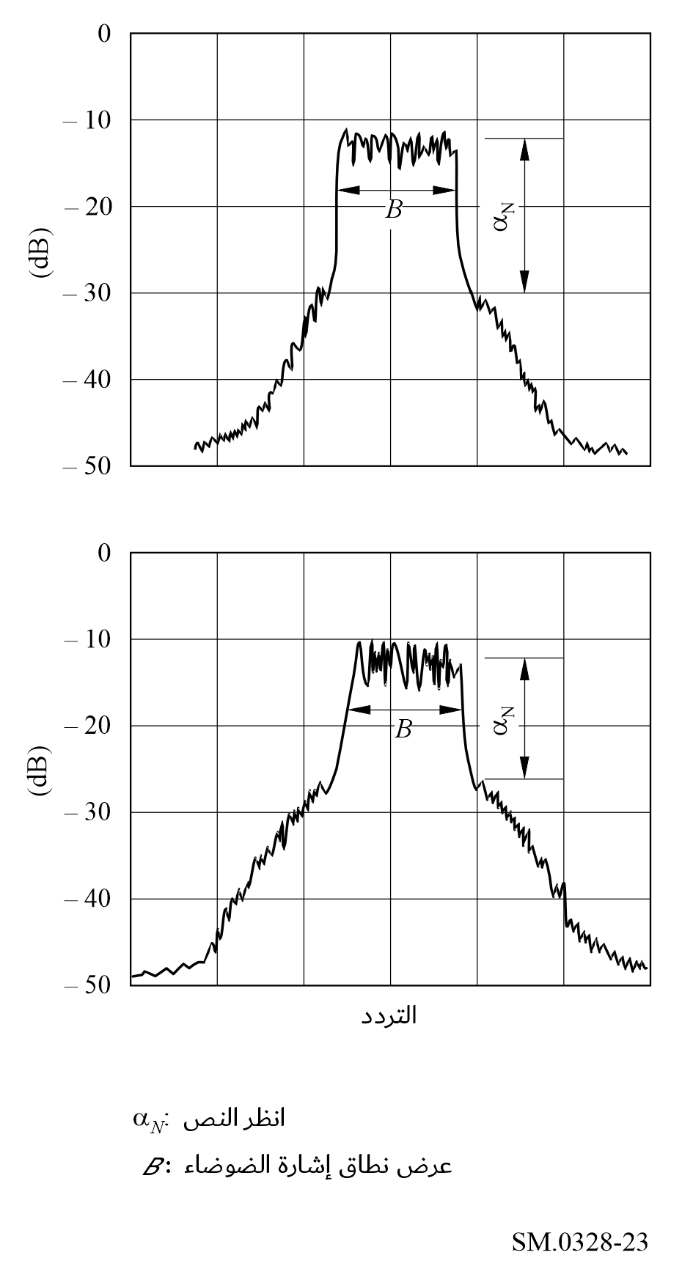 0
– 10
– 20
– 30
– 40
– 50
(dB)
B
αN
0
– 10
– 20
– 30
– 40
– 50
(dB)
B
αN
التردد
αN: انظر النص
B: عرض نطاق إشارة الضوضاء
SM.0328-23